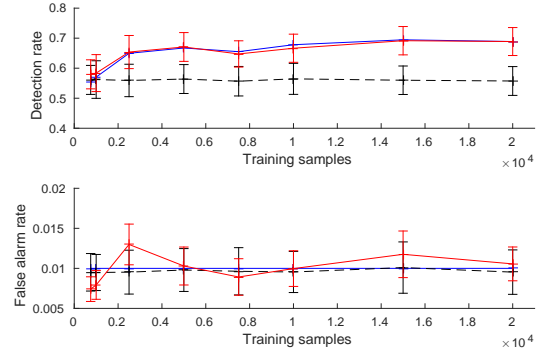 0.8
0.7
0.6
0.5
0.4
Detection rate
0 0.2 0.4 0.6 0.8 1 1.2 1.4 1.6 1.8 2
Training samples
×10⁴
0.02
0.015
0.01
0.005
False alarm rate
0 0.2 0.4 0.6 0.8 1 1.2 1.4 1.6 1.8 2
Training samples
×10⁴